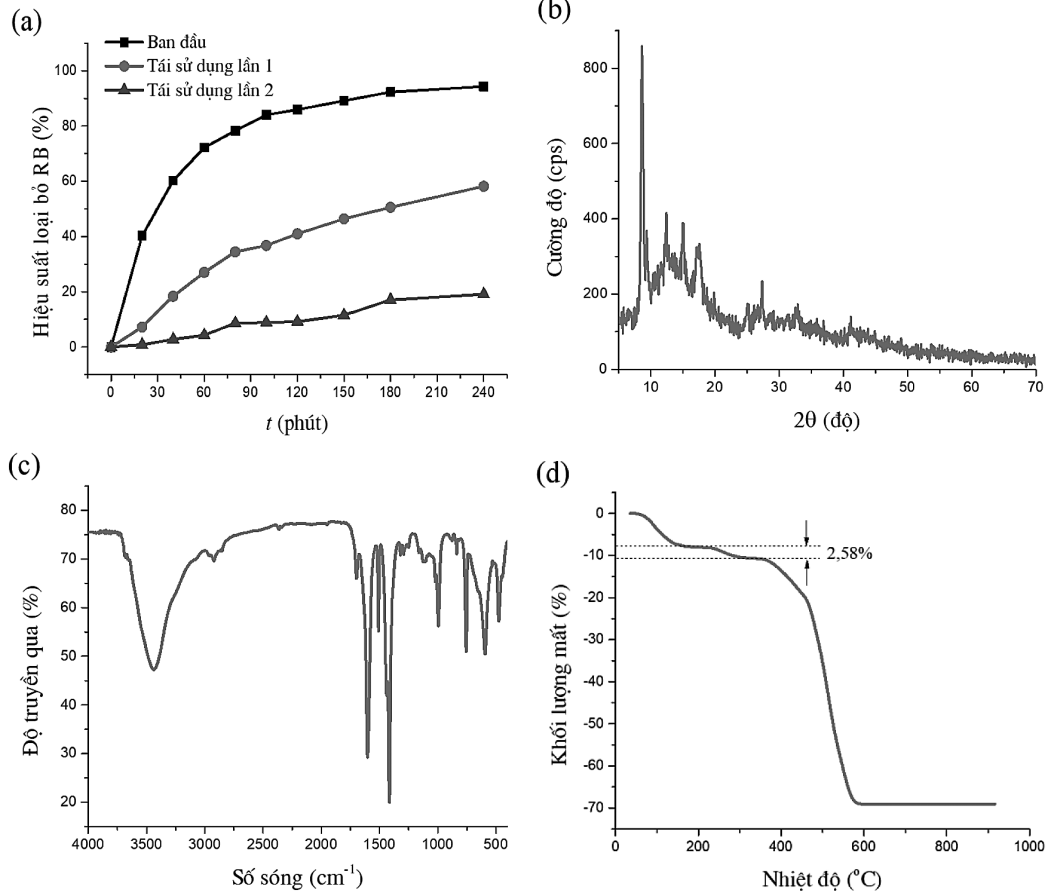 (a)
Ban đầu
Tái sử dụng lần 1
Tái sử dụng lần 2
Hiệu suất loại bỏ RB (%)
100
80
60
40
20
0
0 30 60 90 120 150 180 210 240
t (phút)
(b)
Cường độ (cps)
800
600
400
200
0
10 20 30 40 50 60 70
2θ (độ)
(c)
Độ truyền qua (%)
80
70
60
50
40
30
20
4000 3500 3000 2500 2000 1500 1000 500
Số sóng (cm⁻¹)
(d)
Khối lượng mất (%)
0
-10
-20
-30
-40
-50
-60
-70
2,58%
0 200 400 600 800 1000
Nhiệt độ (°C)